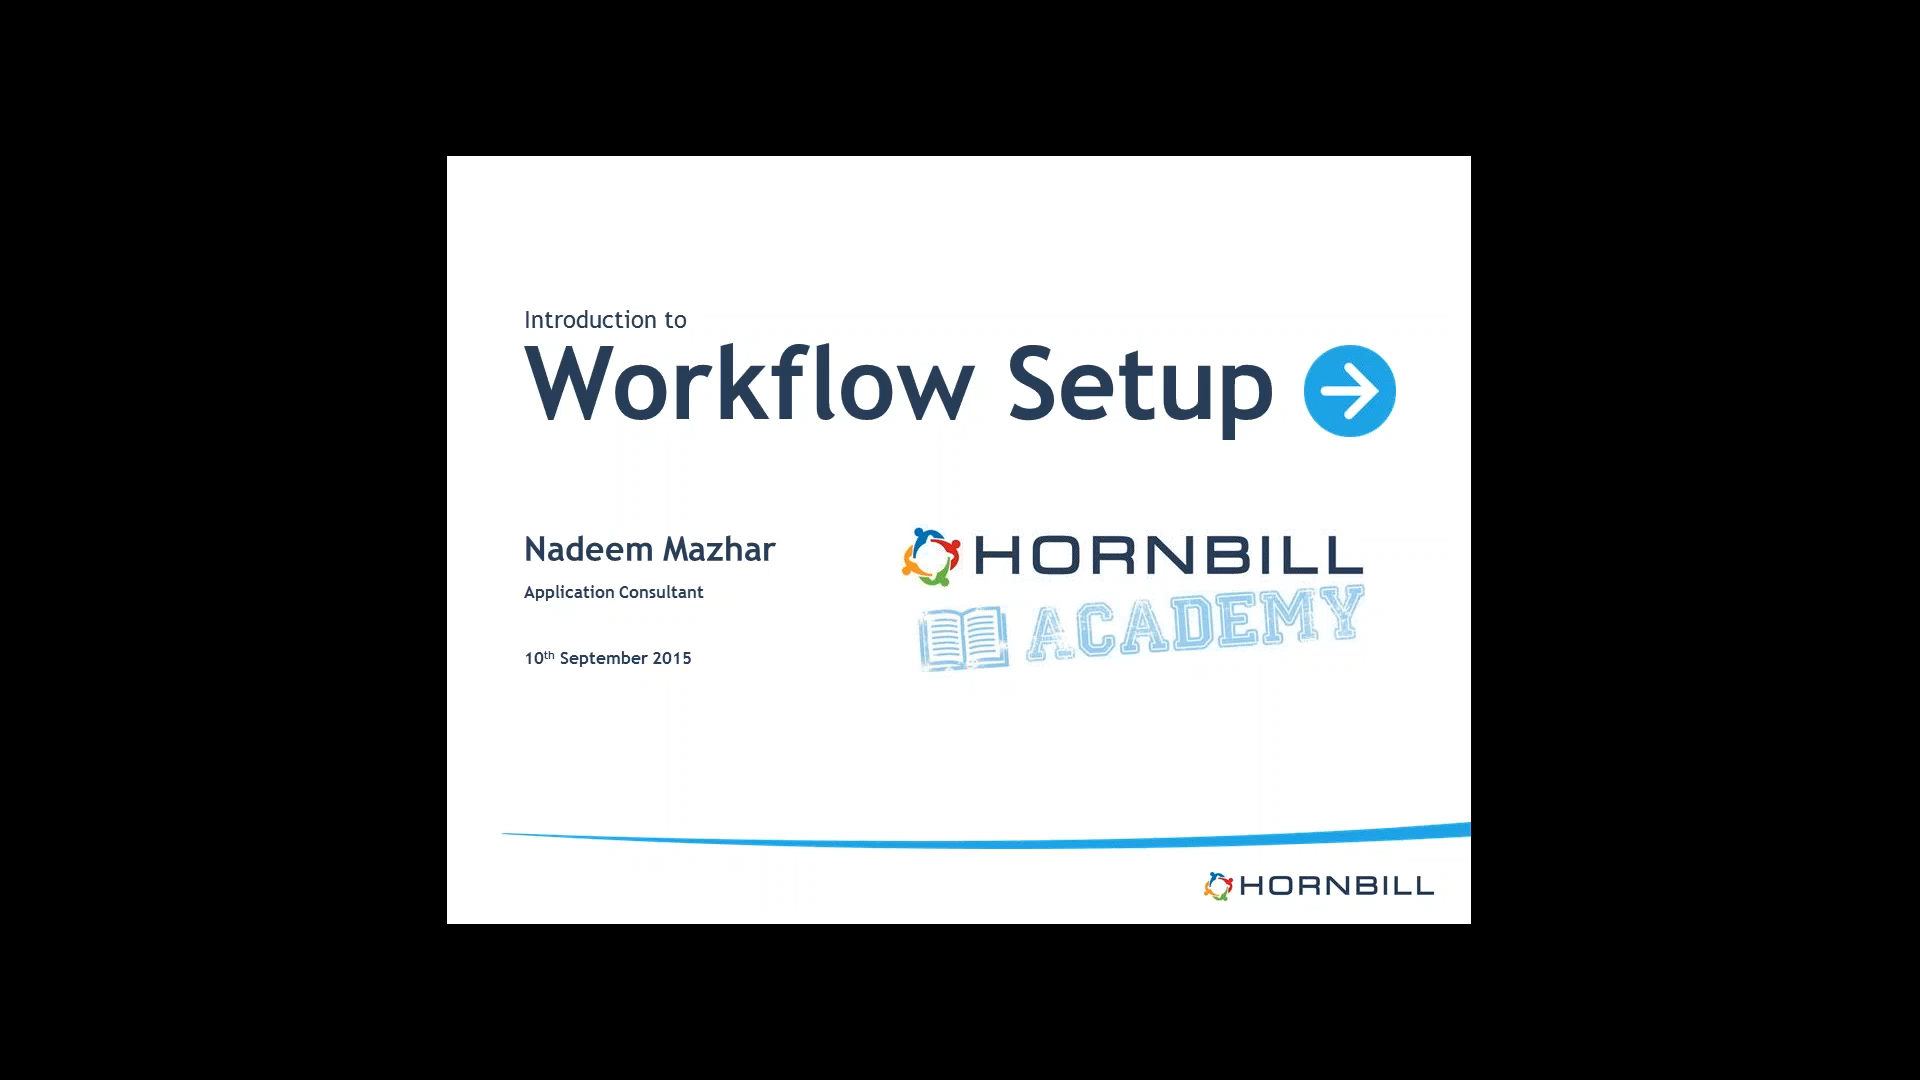 Introduction to
Workflow Setup
Nadeem Mazhar
Application Consultant
10th September 2015
HORNBILL
ACADEMY
HORNBILL